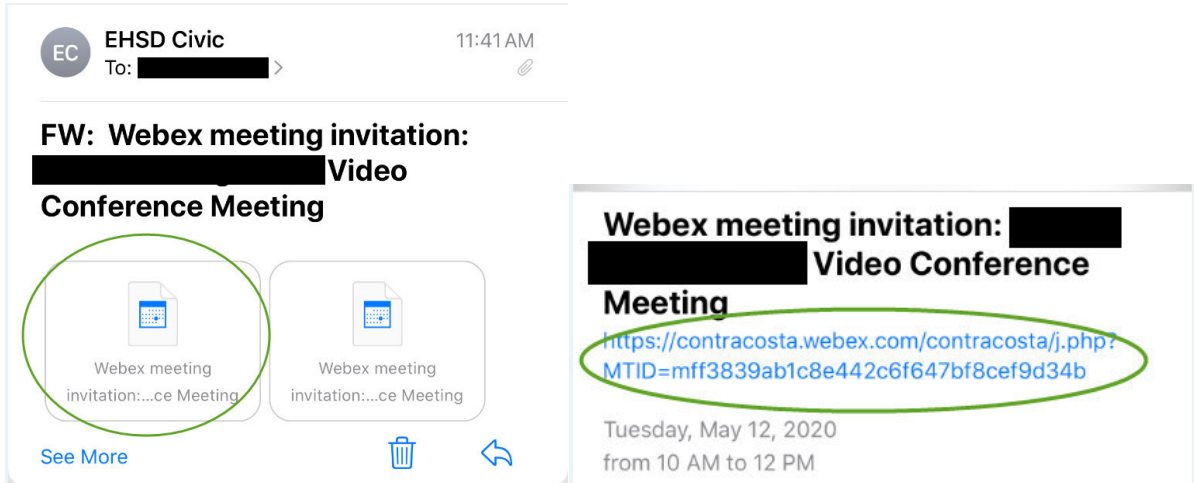 EC
EHSD Civic
11:41 AM
To:
FW: Webex meeting invitation:
Video
Conference Meeting
Webex meeting
invitation:...ce Meeting
Webex meeting
invitation:...ce Meeting
See More
Webex meeting invitation:
Video Conference
Meeting
https://contracosta.webex.com/contracosta/j.php?
MTID=mff3839ab1c8e442c6f647bf8cef9d34b
Tuesday, May 12, 2020
from 10 AM to 12 PM